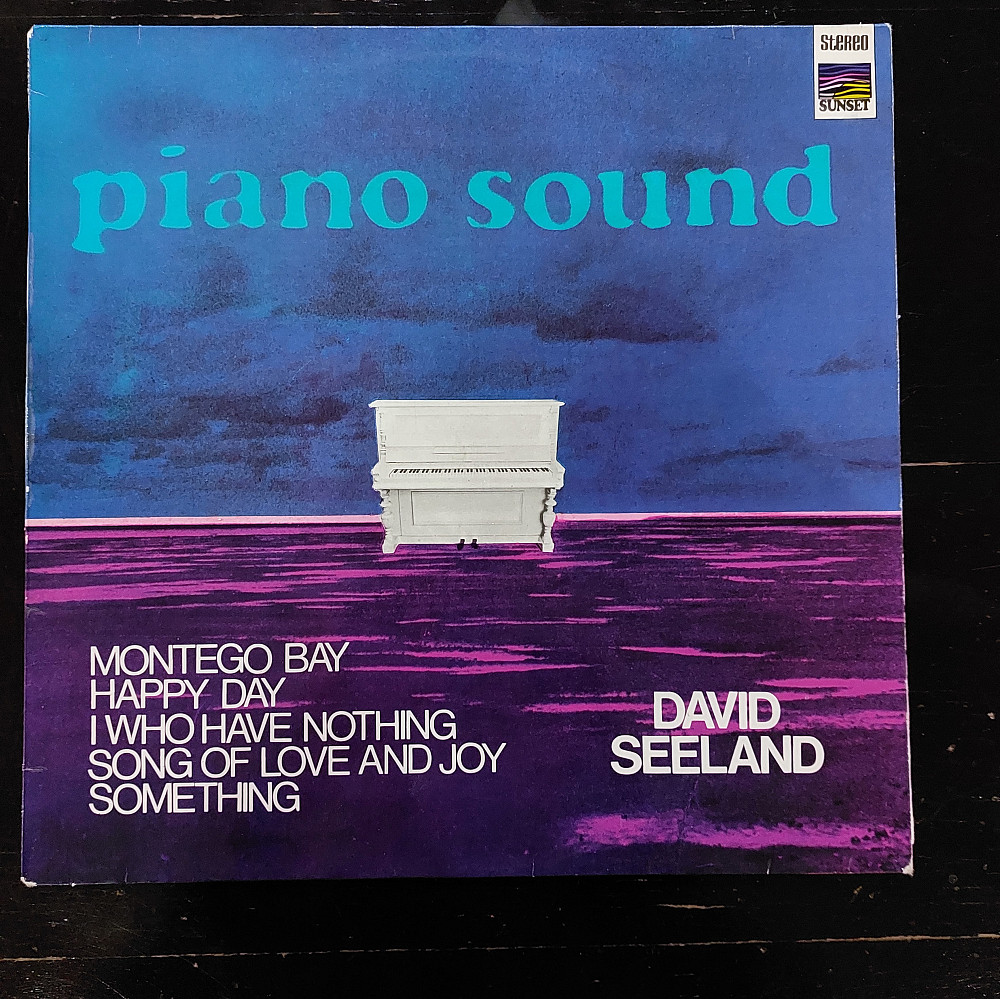 Stereo
SUNSET
piano sound
MONTEGO BAY
HAPPY DAY
I WHO HAVE NOTHING
SONG OF LOVE AND JOY
SOMETHING
DAVID
SEELAND